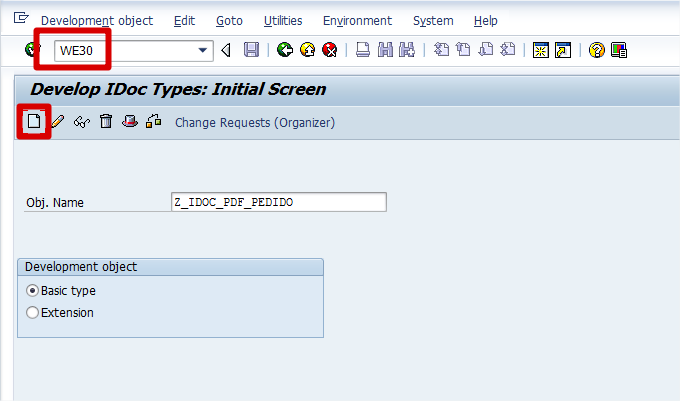 Development object Edit Goto Utilities Environment System Help
WE30
Develop IDoc Types: Initial Screen
Change Requests (Organizer)
Obj. Name Z_IDOC_PDF_PEDIDO
Development object
Basic type
Extension